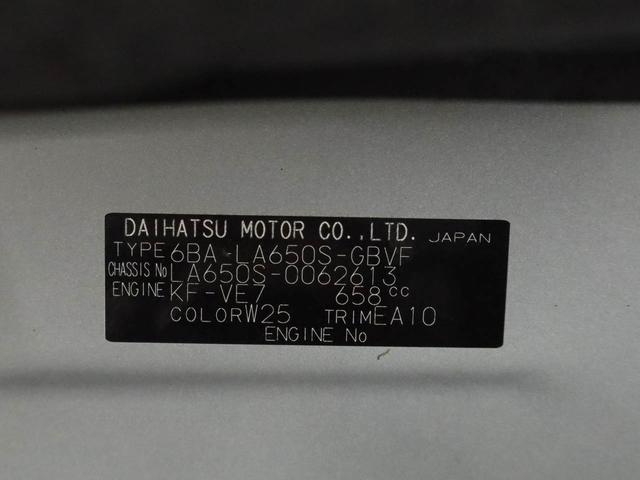 DAIHATSU MOTOR CO.,LTD. JAPAN
TYPE 6BA-LA650S-GBVF
CHASSIS No LA650S-0062613
ENGINE KF-VE7 658cc
COLOR W25 TRIM EA10
ENGINE No